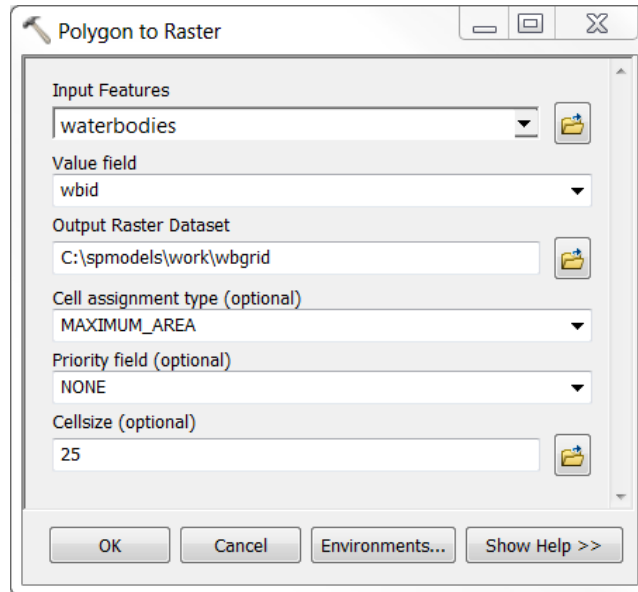 Polygon to Raster
Input Features
waterbodies
Value field
wbid
Output Raster Dataset
C:\spmodels\work\wbgrid
Cell assignment type (optional)
MAXIMUM_AREA
Priority field (optional)
NONE
Cellsize (optional)
25
OK Cancel Environments... Show Help >>